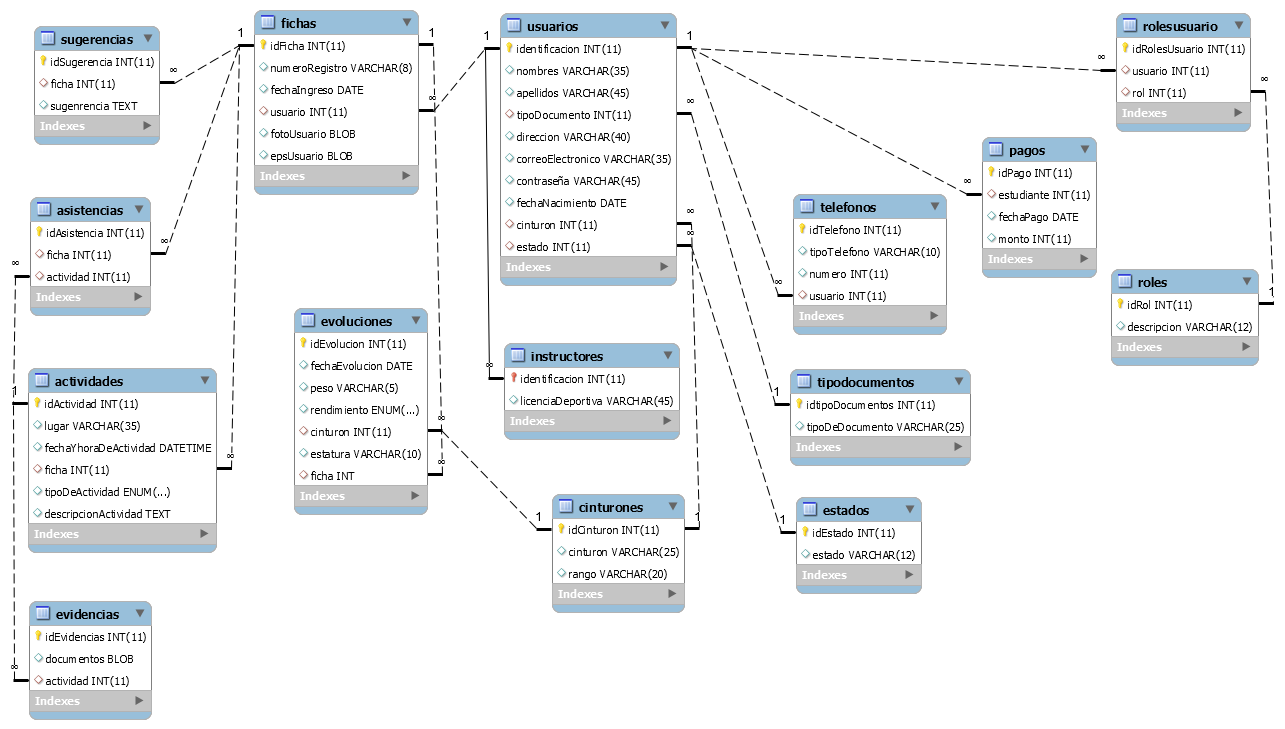 sugerencias
idSugerencia INT(11)
ficha INT(11)
sugenrencia TEXT
Indexes
fichas
idFicha INT(11)
numeroRegistro VARCHAR(8)
fechaIngreso DATE
usuario INT(11)
fotoUsuario BLOB
epsUsuario BLOB
Indexes
usuarios
identificacion INT(11)
nombres VARCHAR(35)
apellidos VARCHAR(45)
tipoDocumento INT(11)
direccion VARCHAR(40)
correoElectronico VARCHAR(35)
contraseña VARCHAR(45)
fechaNacimiento DATE
cinturon INT(11)
estado INT(11)
Indexes
rolesusuario
idRolesUsuario INT(11)
usuario INT(11)
rol INT(11)
Indexes
pagos
idPago INT(11)
estudiante INT(11)
fechaPago DATE
monto INT(11)
Indexes
asistencias
idAsistencia INT(11)
ficha INT(11)
actividad INT(11)
Indexes
telefonos
idTelefono INT(11)
tipoTelefono VARCHAR(10)
numero INT(11)
usuario INT(11)
Indexes
roles
idRol INT(11)
descripcion VARCHAR(12)
Indexes
evoluciones
idEvolucion INT(11)
fechaEvolucion DATE
peso VARCHAR(5)
rendimiento ENUM(...)
cinturon INT(11)
estatura VARCHAR(10)
ficha INT
Indexes
instructores
identificacion INT(11)
licenciaDeportiva VARCHAR(45)
Indexes
actividades
idActividad INT(11)
lugar VARCHAR(35)
fechaYhoraDeActividad DATETIME
ficha INT(11)
tipoDeActividad ENUM(...)
descripcionActividad TEXT
Indexes
tipodocumentos
idtipoDocumentos INT(11)
tipoDeDocumento VARCHAR(25)
Indexes
cinturones
idCinturon INT(11)
cinturon VARCHAR(25)
rango VARCHAR(20)
Indexes
estados
idEstado INT(11)
estado VARCHAR(12)
Indexes
evidencias
idEvidencias INT(11)
documentos BLOB
actividad INT(11)
Indexes
1
∞
1
∞
1
1
∞
∞
∞
∞
∞
∞
∞
∞
∞
∞
1
1
∞
1
∞
∞
∞
1
1
1
1
∞